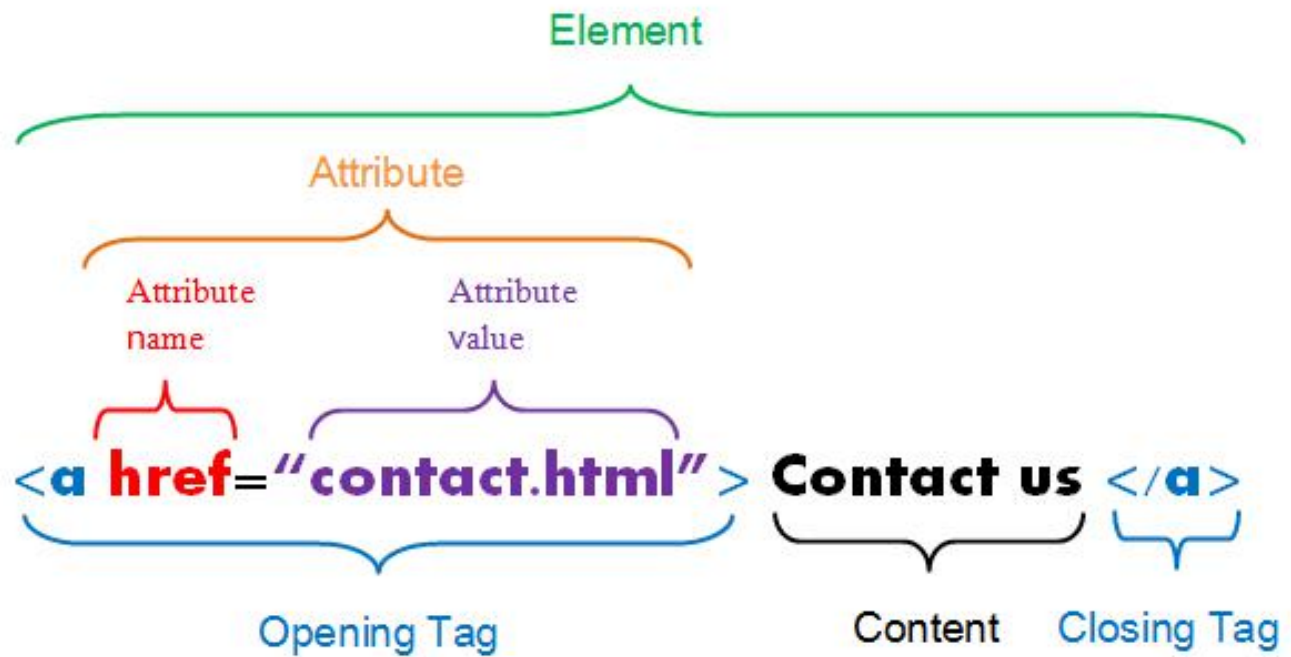 Element
Attribute
Attribute Attribute
name value
<a href=“contact.html”> Contact us </a>
Opening Tag Content Closing Tag